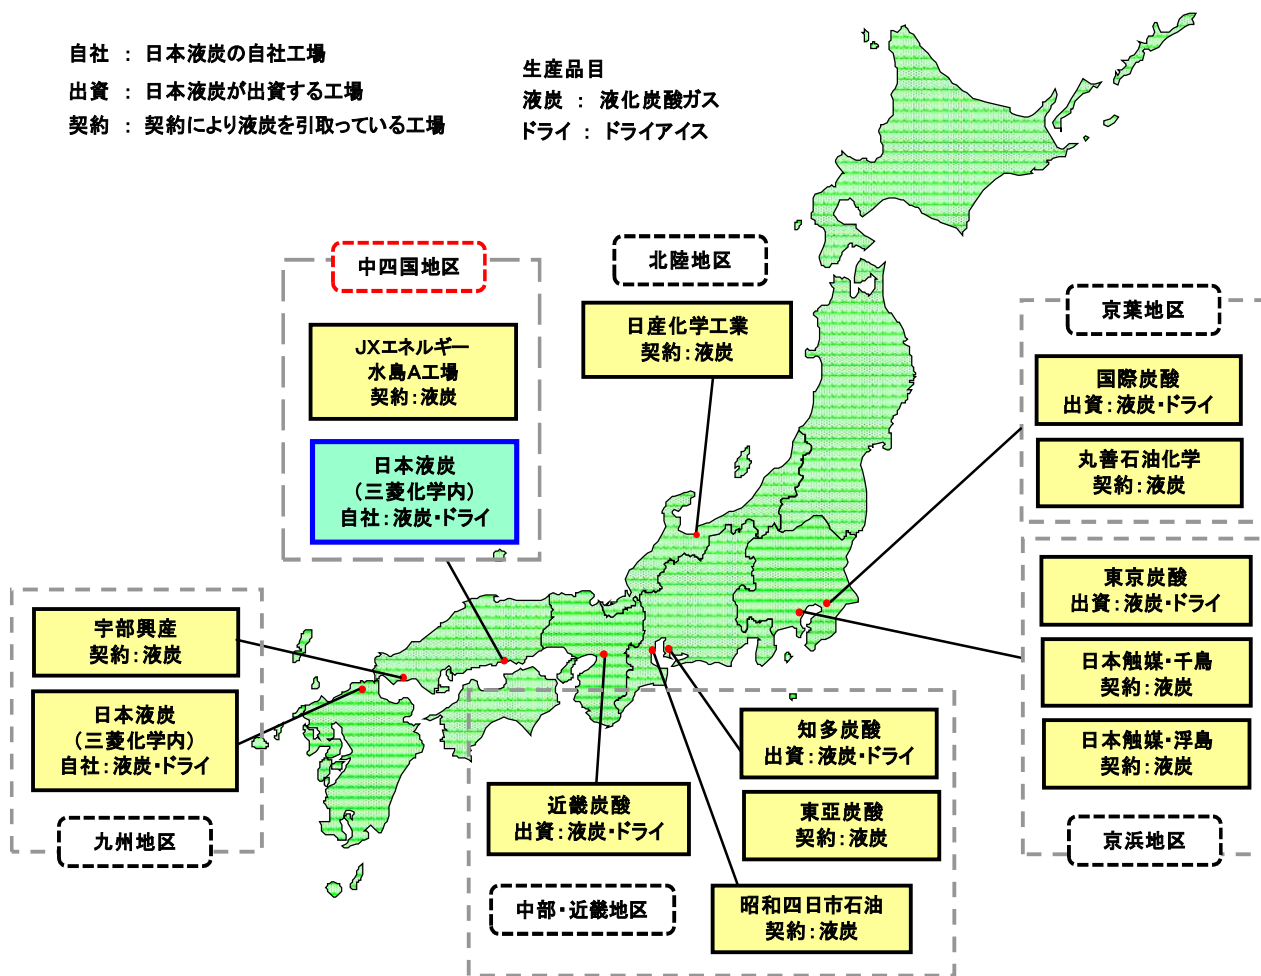 自社 : 日本液炭の自社工場
出資 : 日本液炭が出資する工場
契約 : 契約により液炭を引取っている工場
生産品目
液炭 : 液化炭酸ガス
ドライ : ドライアイス
中四国地区
JXエネルギー
水島A工場
契約:液炭
日本液炭
(三菱化学内)
自社:液炭・ドライ
北陸地区
日産化学工業
契約:液炭
京葉地区
国際炭酸
出資:液炭・ドライ
丸善石油化学
契約:液炭
東京炭酸
出資:液炭・ドライ
日本触媒・千鳥
契約:液炭
日本触媒・浮島
契約:液炭
京浜地区
宇部興産
契約:液炭
日本液炭
(三菱化学内)
自社:液炭・ドライ
九州地区
知多炭酸
出資:液炭・ドライ
東亞炭酸
契約:液炭
近畿炭酸
出資:液炭・ドライ
昭和四日市石油
契約:液炭
中部・近畿地区